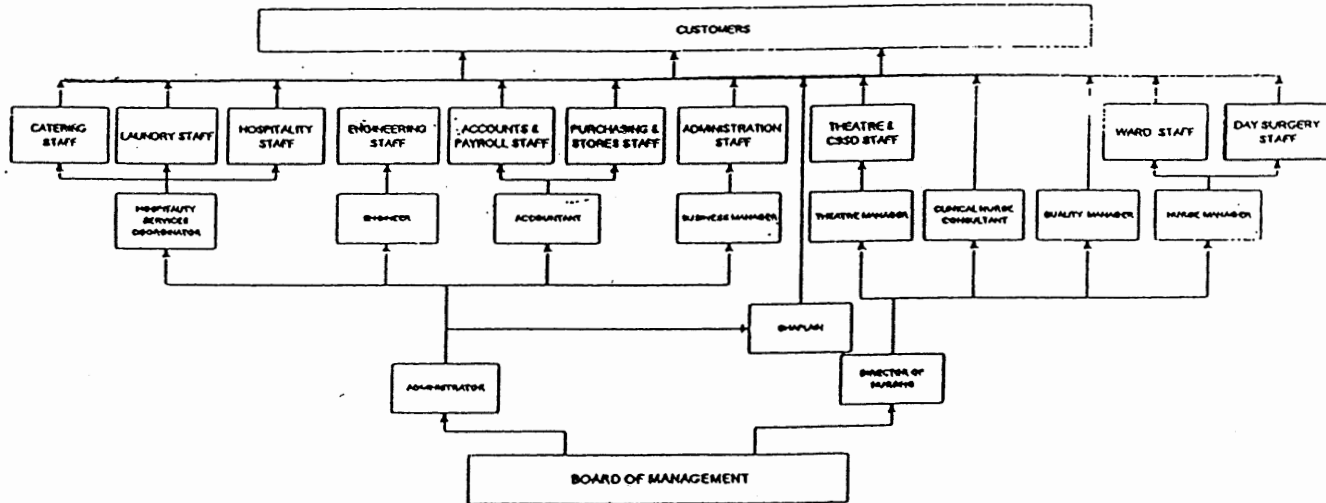 CUSTOMERS
CATERING
STAFF
LAUNDRY STAFF
HOSPITALITY
STAFF
ENGINEERING
STAFF
ACCOUNTS &
PAYROLL STAFF
PURCHASING &
STORES STAFF
ADMINISTRATION
STAFF
THEATRE &
CSSD STAFF
WARD STAFF
DAY SURGERY
STAFF
HOSPITALITY
SERVICES
COORDINATOR
ENGINEER
ACCOUNTANT
BUSINESS MANAGER
THEATRE MANAGER
CLINICAL NURSE
CONSULTANT
QUALITY MANAGER
NURSE MANAGER
CHAPLAIN
ADMINISTRATOR
DIRECTOR OF
NURSING
BOARD OF MANAGEMENT